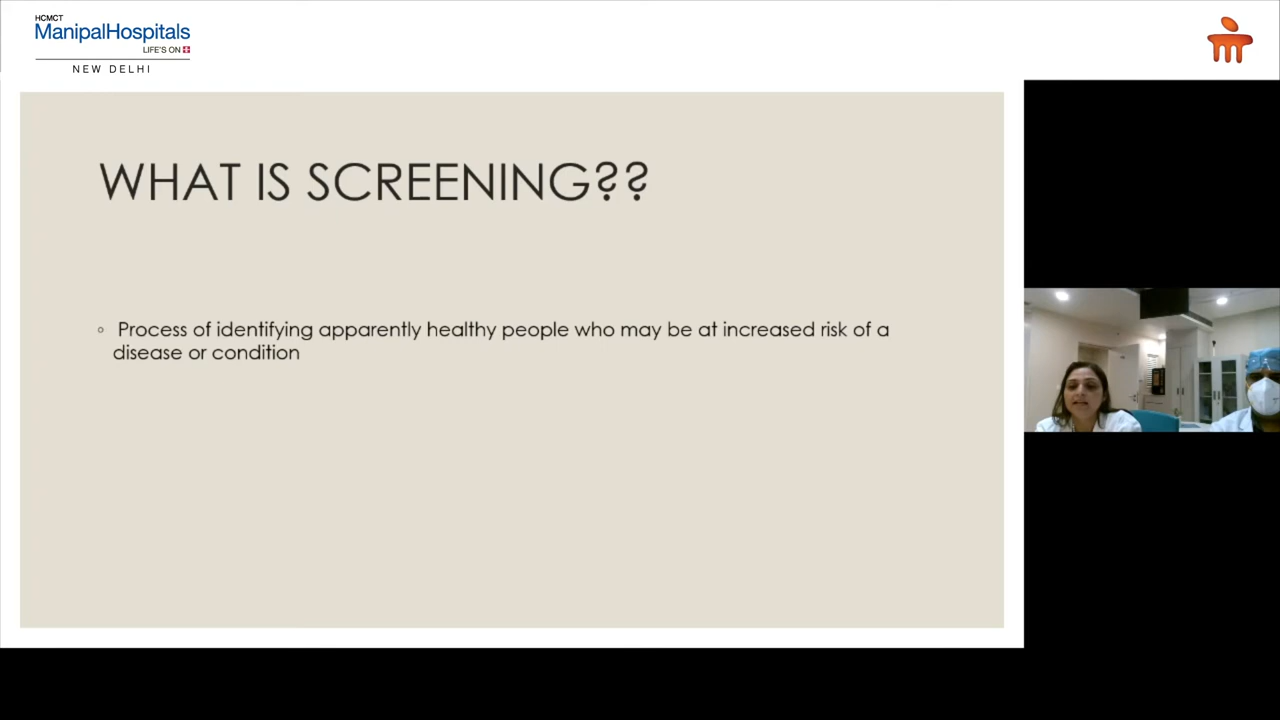 HCMCT
ManipalHospitals
LIFE'S ON
NEW DELHI
WHAT IS SCREENING??
Process of identifying apparently healthy people who may be at increased risk of a
disease or condition